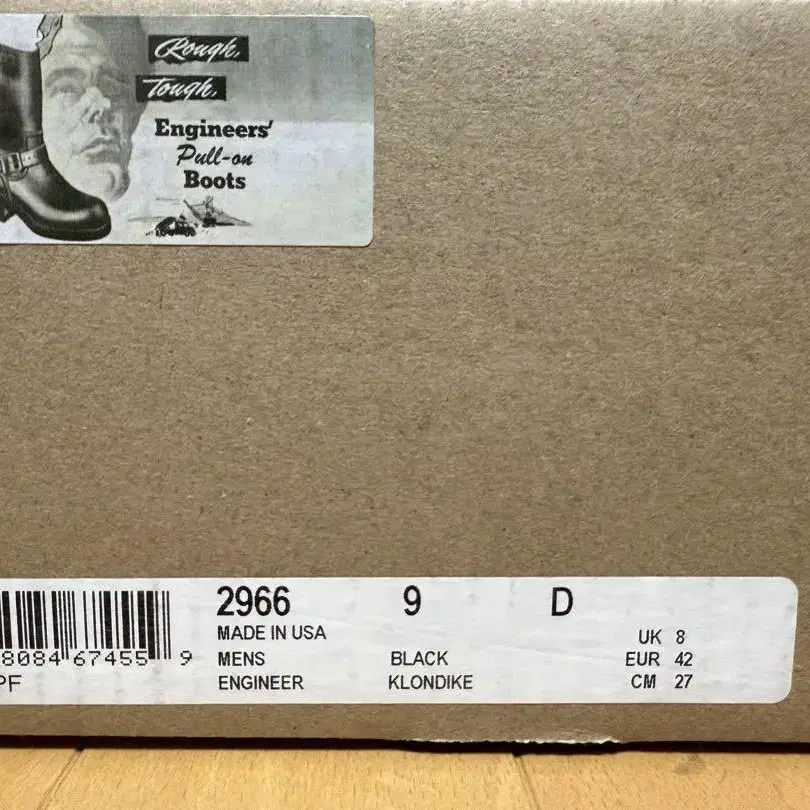 Rough,
Tough,
Engineers'
Pull-on
Boots
2966 9 D
MADE IN USA UK 8
8084 67455 9 MENS BLACK EUR 42
PF ENGINEER KLONDIKE CM 27